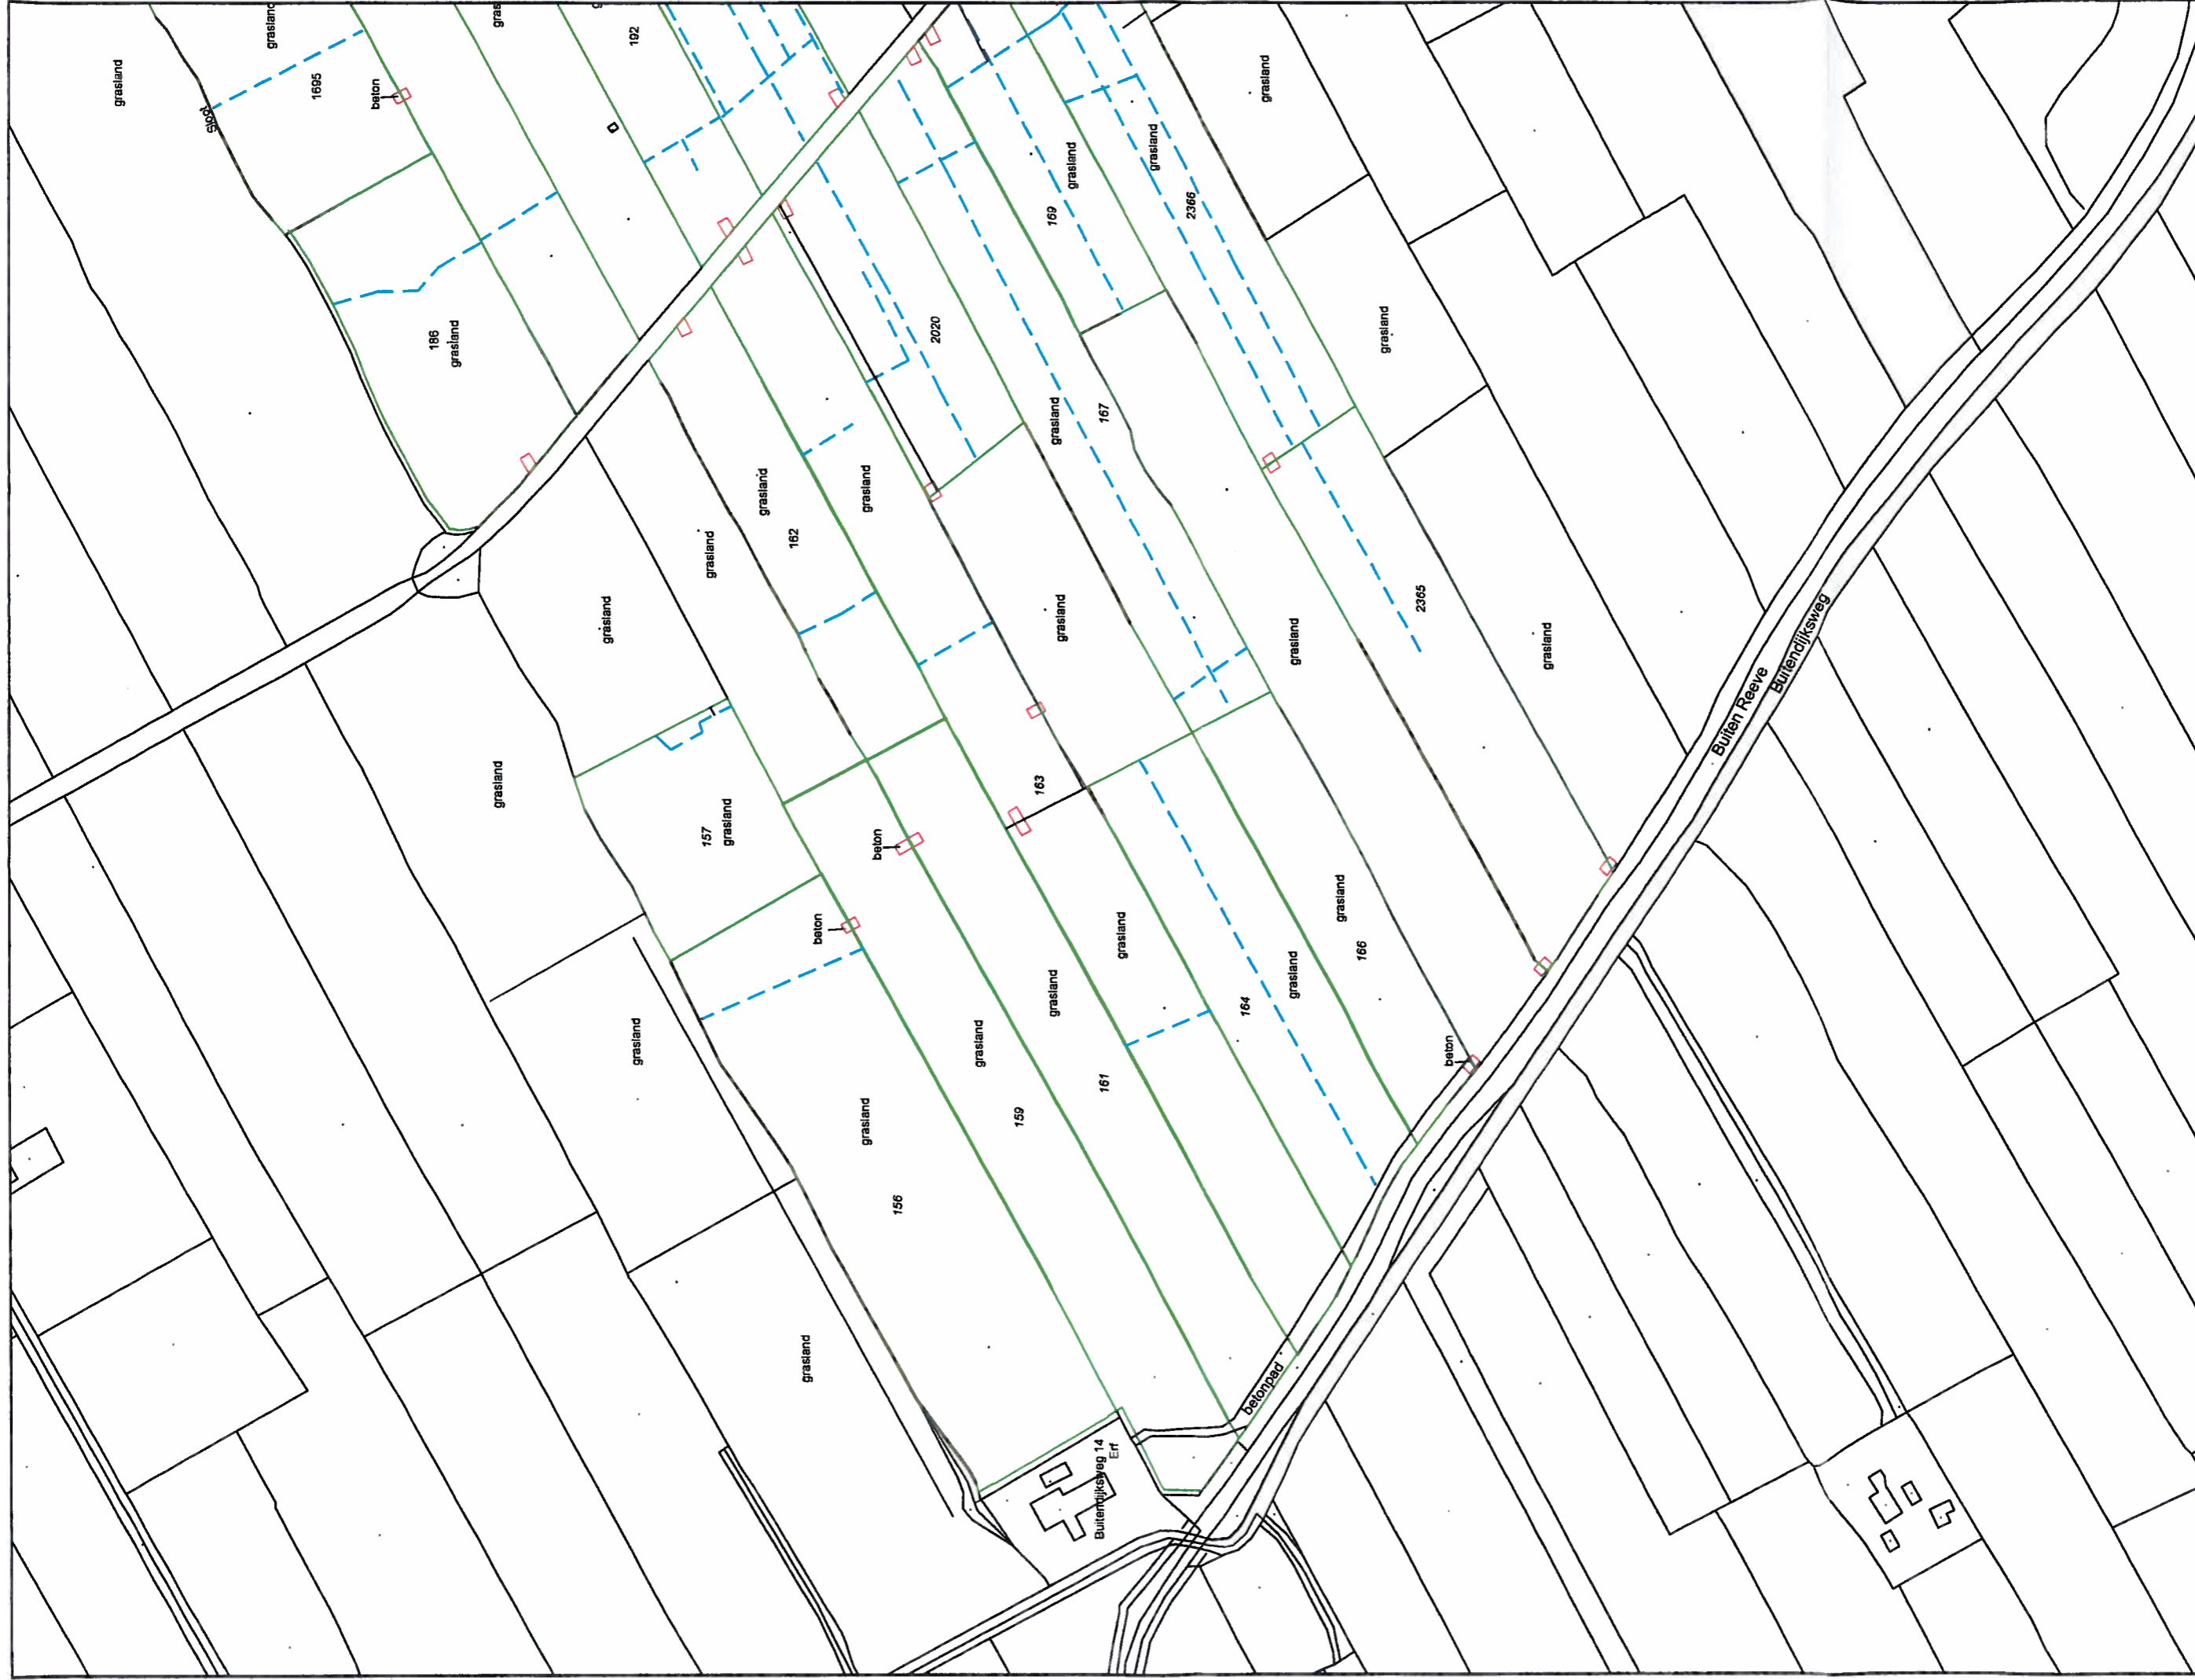 grasland
grasland
1695
beton
Sloot
192
186
grasland
grasland
grasland
grasland
grasland
162
grasland
2020
grasland
167
169
grasland
grasland
2366
grasland
grasland
grasland
grasland
2365
grasland
Buiten Reeve
Buitendijksweg
157
grasland
163
beton
beton
grasland
grasland
156
grasland
159
grasland
161
grasland
164
grasland
grasland
166
beton
grasland
betonpad
Buitendijksweg 14
Erf